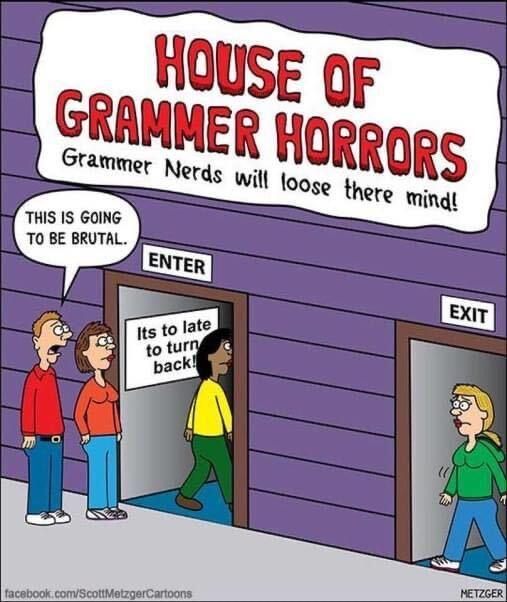 HOUSE OF
GRAMMER HORRORS
Grammer Nerds will loose there mind!
THIS IS GOING
TO BE BRUTAL.
ENTER
EXIT
Its to late
to turn
back!
facebook.com/ScottMetzgerCartoons
METZGER